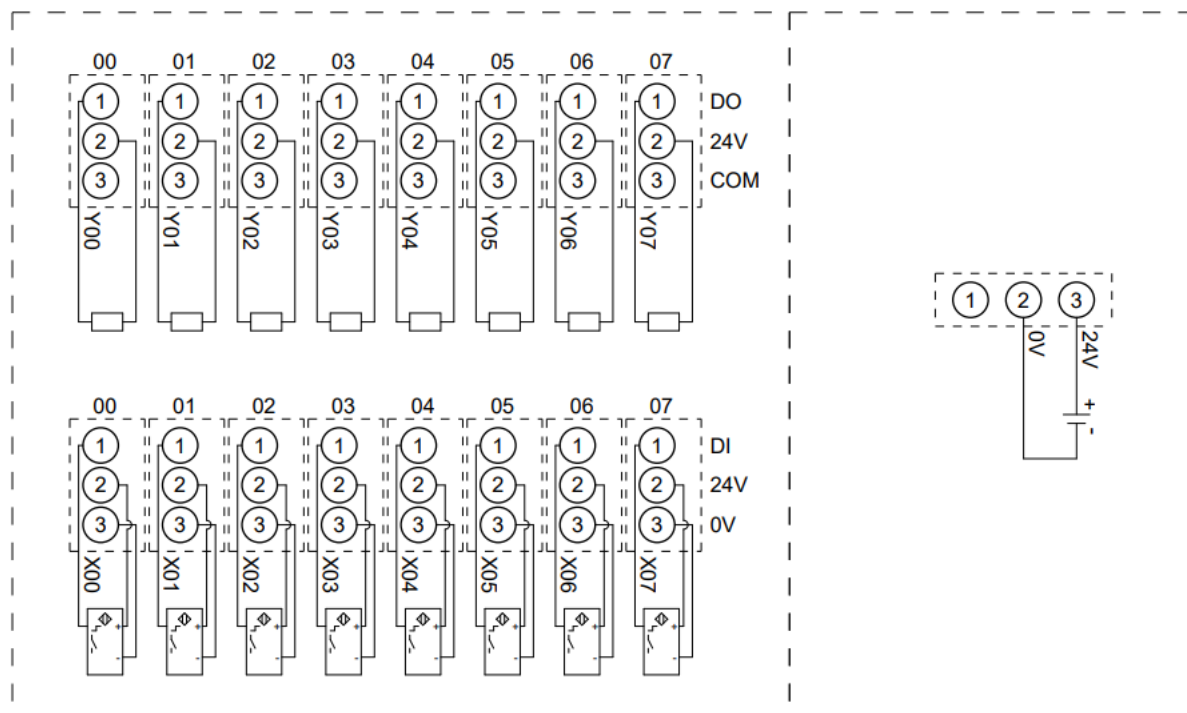 00 01 02 03 04 05 06 07
1 1 1 1 1 1 1 1 DO
2 2 2 2 2 2 2 2 24V
3 3 3 3 3 3 3 3 COM
Y00 Y01 Y02 Y03 Y04 Y05 Y06 Y07
00 01 02 03 04 05 06 07
1 1 1 1 1 1 1 1 DI
2 2 2 2 2 2 2 2 24V
3 3 3 3 3 3 3 3 0V
X00 X01 X02 X03 X04 X05 X06 X07
+ + + + + + + +
- - - - - - - -
1 2 3
0V 24V
+
-